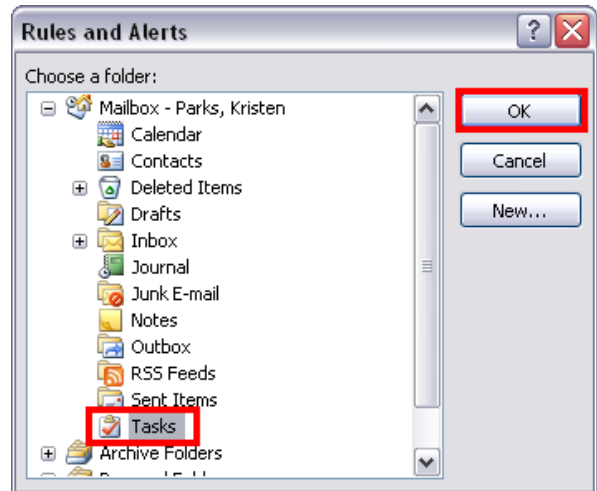 Rules and Alerts
Choose a folder:
Mailbox - Parks, Kristen
Calendar
Contacts
Deleted Items
Drafts
Inbox
Journal
Junk E-mail
Notes
Outbox
RSS Feeds
Sent Items
Tasks
Archive Folders
OK
Cancel
New...